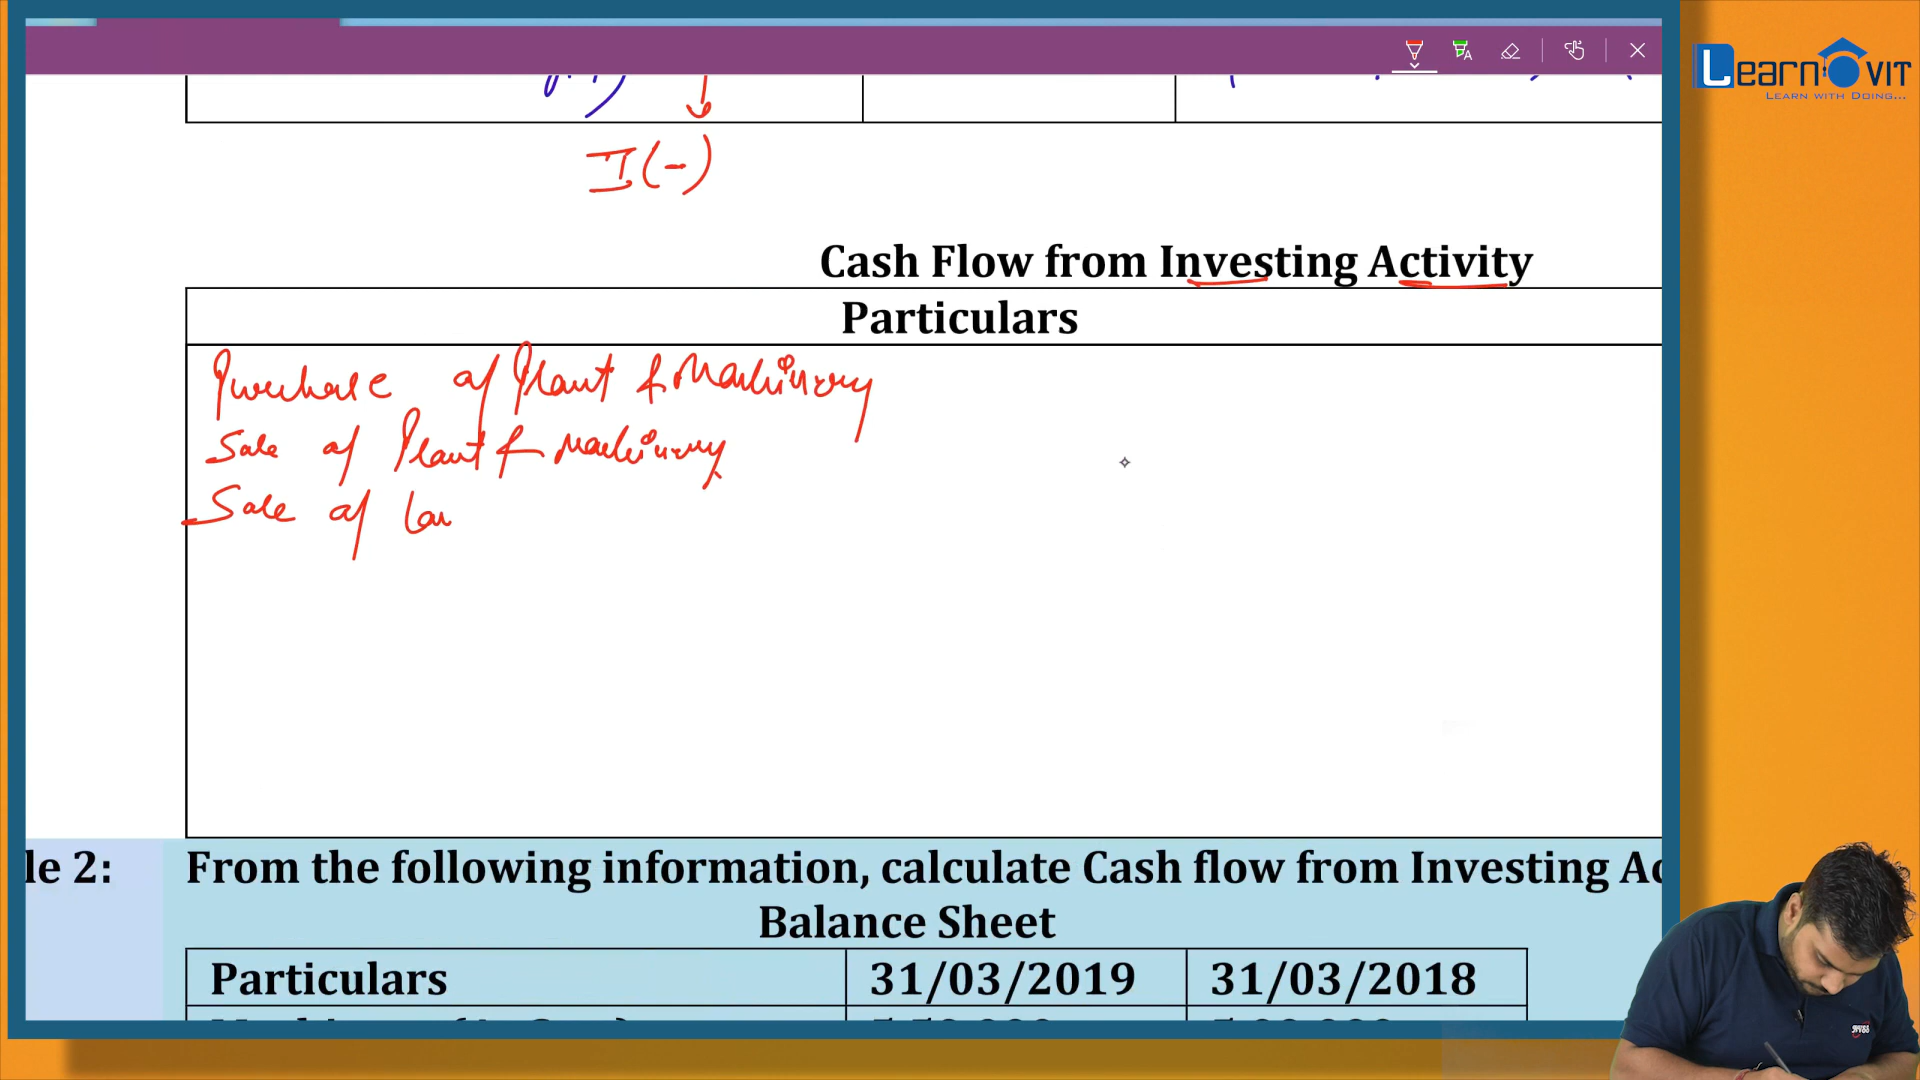 LearnOVIT
LEARN WITH DOING...
I (-)
Cash Flow from Investing Activity
Particulars
Purchase of Plant & Machinery
Sale of Plant & Machinery
Sale of Lan
le 2:
From the following information, calculate Cash flow from Investing Ac
Balance Sheet
Particulars 31/03/2019 31/03/2018